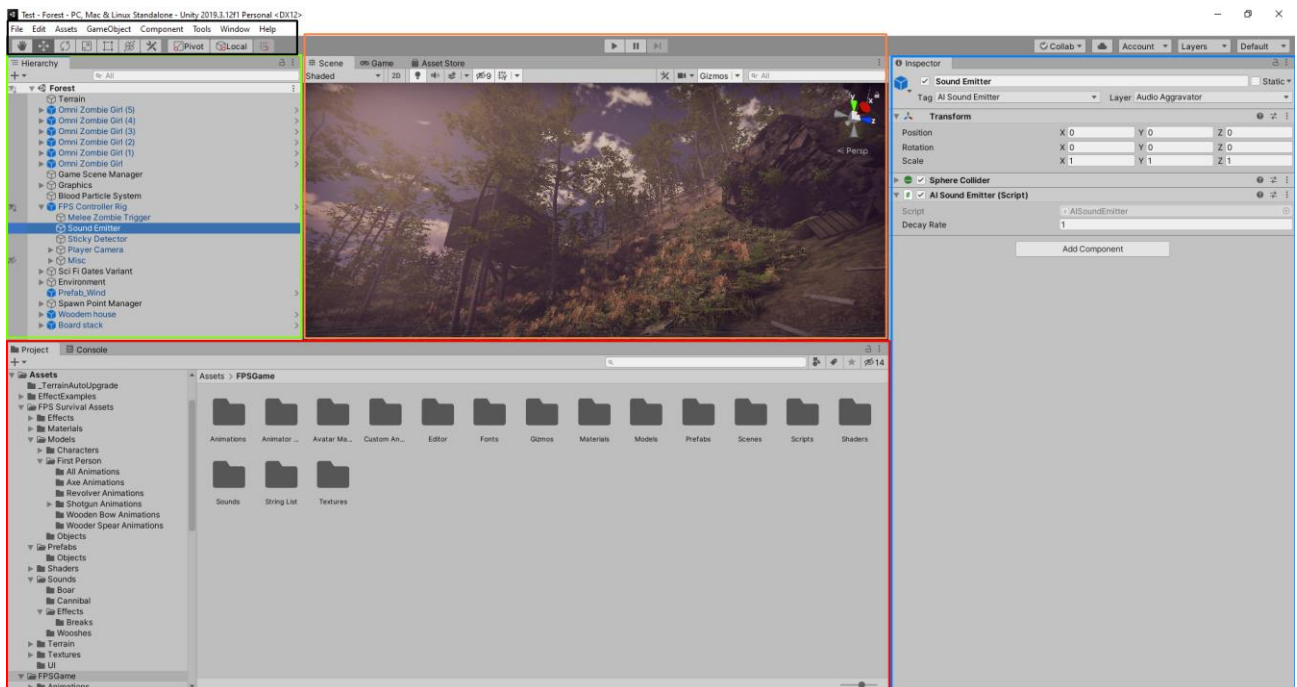 Test - Forest - PC, Mac & Linux Standalone - Unity 2019.3.12f1 Personal <DX12>
File Edit Assets GameObject Component Tools Window Help
Pivot Local
Collab Account Layers Default
Hierarchy
All
Forest
Terrain
Omni Zombie Girl (5)
Omni Zombie Girl (4)
Omni Zombie Girl (3)
Omni Zombie Girl (2)
Omni Zombie Girl (1)
Omni Zombie Girl
Game Scene Manager
Graphics
Blood Particle System
FPS Controller Rig
Melee Zombie Trigger
Sound Emitter
Sticky Detector
Player Camera
Misc
Sci Fi Gates Variant
Environment
Prefab_Wind
Spawn Point Manager
Woodem house
Board stack
Scene Game Asset Store
Shaded 2D 9 Gizmos All
y x z
Persp
Inspector
Sound Emitter Static
Tag AI Sound Emitter Layer Audio Aggravator
Transform
Position X 0 Y 0 Z 0
Rotation X 0 Y 0 Z 0
Scale X 1 Y 1 Z 1
Sphere Collider
# AI Sound Emitter (Script)
Script AISoundEmitter
Decay Rate 1
Add Component
Project Console
14
Assets
_TerrainAutoUpgrade
EffectExamples
FPS Survival Assets
Effects
Materials
Models
Characters
First Person
All Animations
Axe Animations
Revolver Animations
Shotgun Animations
Wooden Bow Animations
Wooder Spear Animations
Objects
Prefabs
Objects
Shaders
Sounds
Boar
Cannibal
Effects
Breaks
Wooshes
Terrain
Textures
UI
FPSGame
Animations
Assets > FPSGame
Animations Animator ... Avatar Ma... Custom An... Editor Fonts Gizmos Materials Models Prefabs Scenes Scripts Shaders
Sounds String List Textures